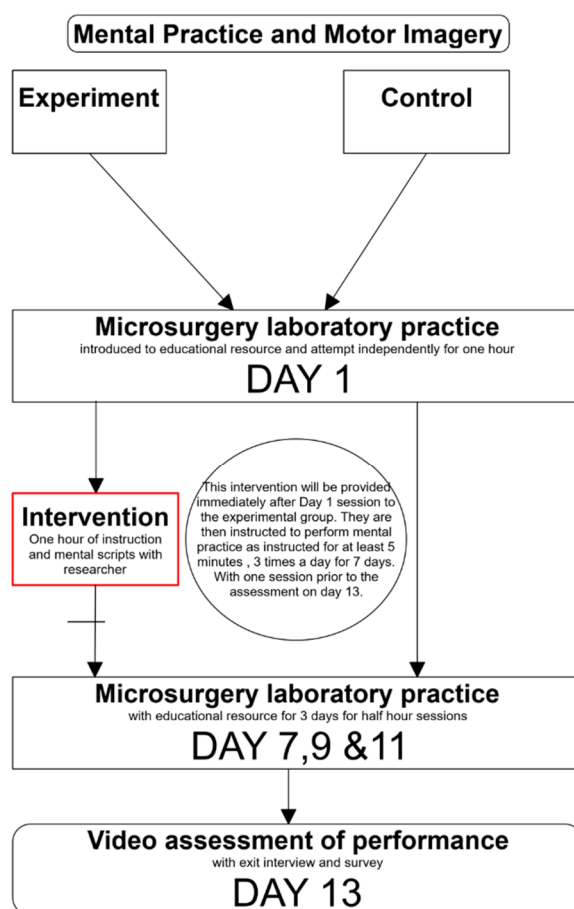 Mental Practice and Motor Imagery
Experiment
Control
Microsurgery laboratory practice
introduced to educational resource and attempt independently for one hour
DAY 1
Intervention
One hour of instruction
and mental scripts with
researcher
This intervention will be provided
immediately after Day 1 session to
the experimental group. They are
then instructed to perform mental
practice as instructed for at least 5
minutes , 3 times a day for 7 days.
With one session prior to the
assessment on day 13.
Microsurgery laboratory practice
with educational resource for 3 days for half hour sessions
DAY 7,9 &11
Video assessment of performance
with exit interview and survey
DAY 13